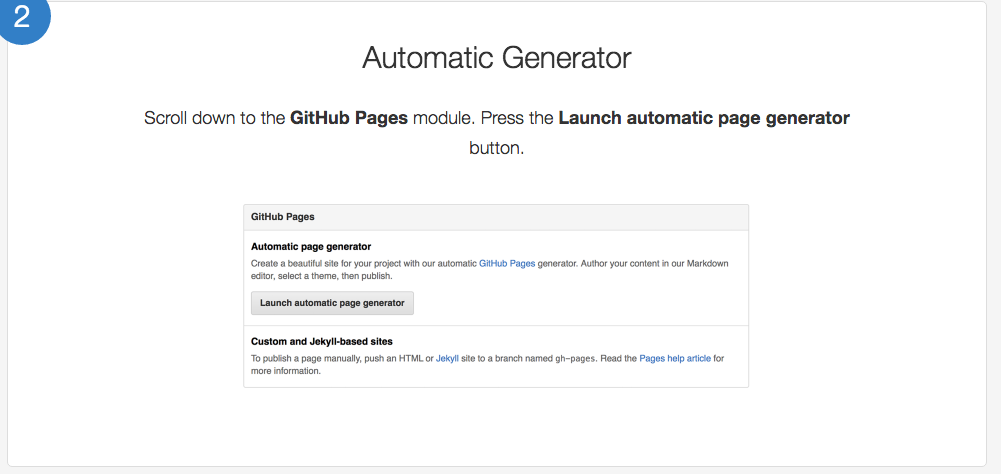 2
Automatic Generator
Scroll down to the GitHub Pages module. Press the Launch automatic page generator
button.
GitHub Pages
Automatic page generator
Create a beautiful site for your project with our automatic GitHub Pages generator. Author your content in our Markdown
editor, select a theme, then publish.
Launch automatic page generator
Custom and Jekyll-based sites
To publish a page manually, push an HTML or Jekyll site to a branch named gh-pages. Read the Pages help article for
more information.